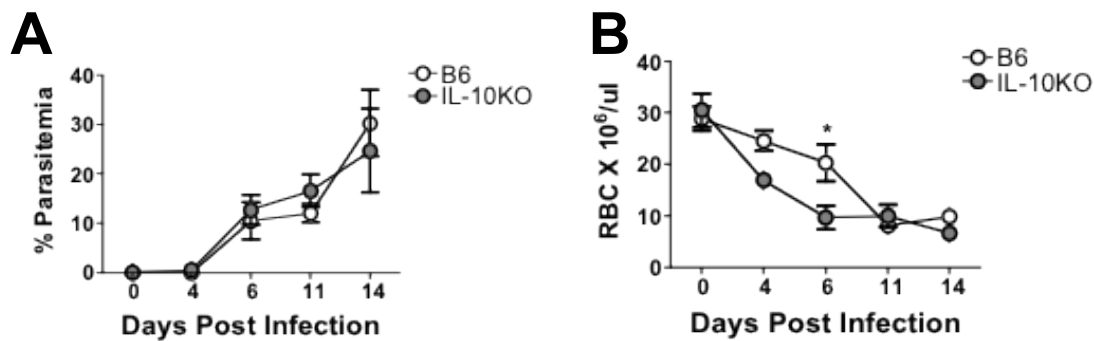 A
B6
IL-10KO
% Parasitemia
40
30
20
10
0
0 4 6 11 14
Days Post Infection
B
B6
IL-10KO
RBC X 10⁶/ul
40
30
20
10
0
*
0 4 6 11 14
Days Post Infection